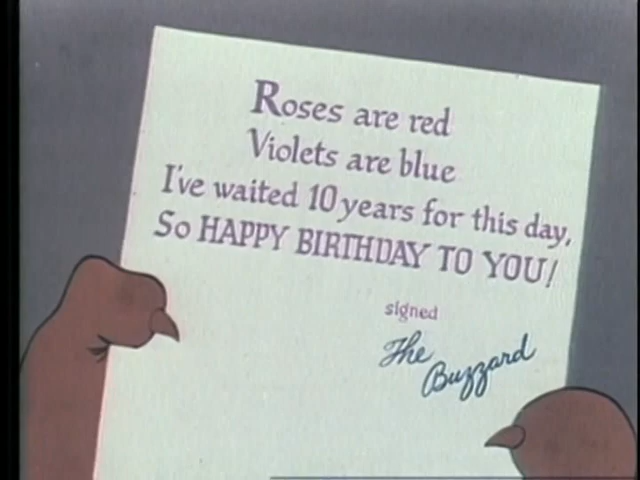 Roses are red
Violets are blue
I've waited 10 years for this day,
So HAPPY BIRTHDAY TO YOU!
signed
The
Buzzard